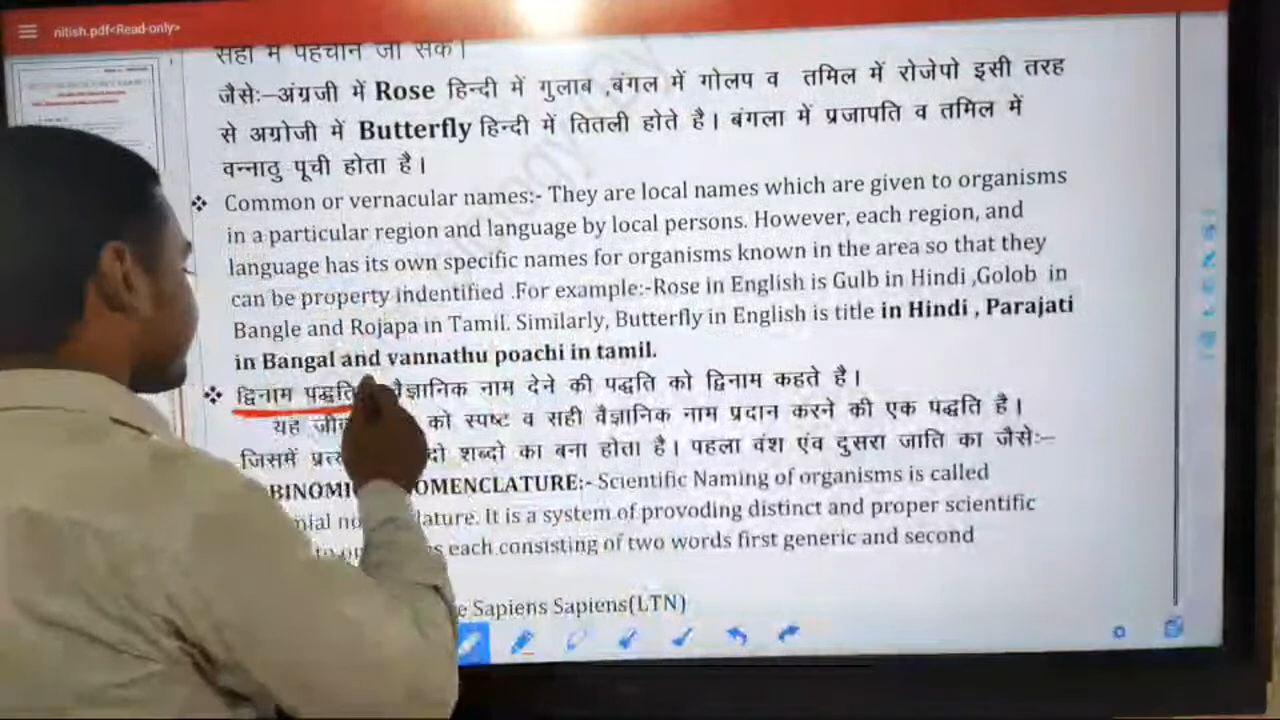 nitish.pdf<Read-only>
सही में पहचान जा सके।
जैसेः–अंग्रजी में Rose हिन्दी में गुलाब ,बंगल में गोलप व तमिल में रोजेपो इसी तरह
से अग्रोजी में Butterfly हिन्दी में तितली होते है। बंगला में प्रजापति व तमिल में
वन्नाठु पूची होता है।
❖ Common or vernacular names:- They are local names which are given to organisms
in a particular region and language by local persons. However, each region, and
language has its own specific names for organisms known in the area so that they
can be property indentified .For example:-Rose in English is Gulb in Hindi ,Golob in
Bangle and Rojapa in Tamil. Similarly, Butterfly in English is title in Hindi , Parajati
in Bangal and vannathu poachi in tamil.
❖ द्विनाम पद्धति वैज्ञानिक नाम देने की पद्धति को द्विनाम कहते है।
यह को स्पष्ट व सही वैज्ञानिक नाम प्रदान करने की एक पद्धति है।
जिसमें दो शब्दो का बना होता है। पहला वंश एंव दुसरा जाति का जैसेः–
BINOMI OMENCLATURE:- Scientific Naming of organisms is called
mial no lature. It is a system of provoding distinct and proper scientific
s each consisting of two words first generic and second
e Sapiens Sapiens(LTN)